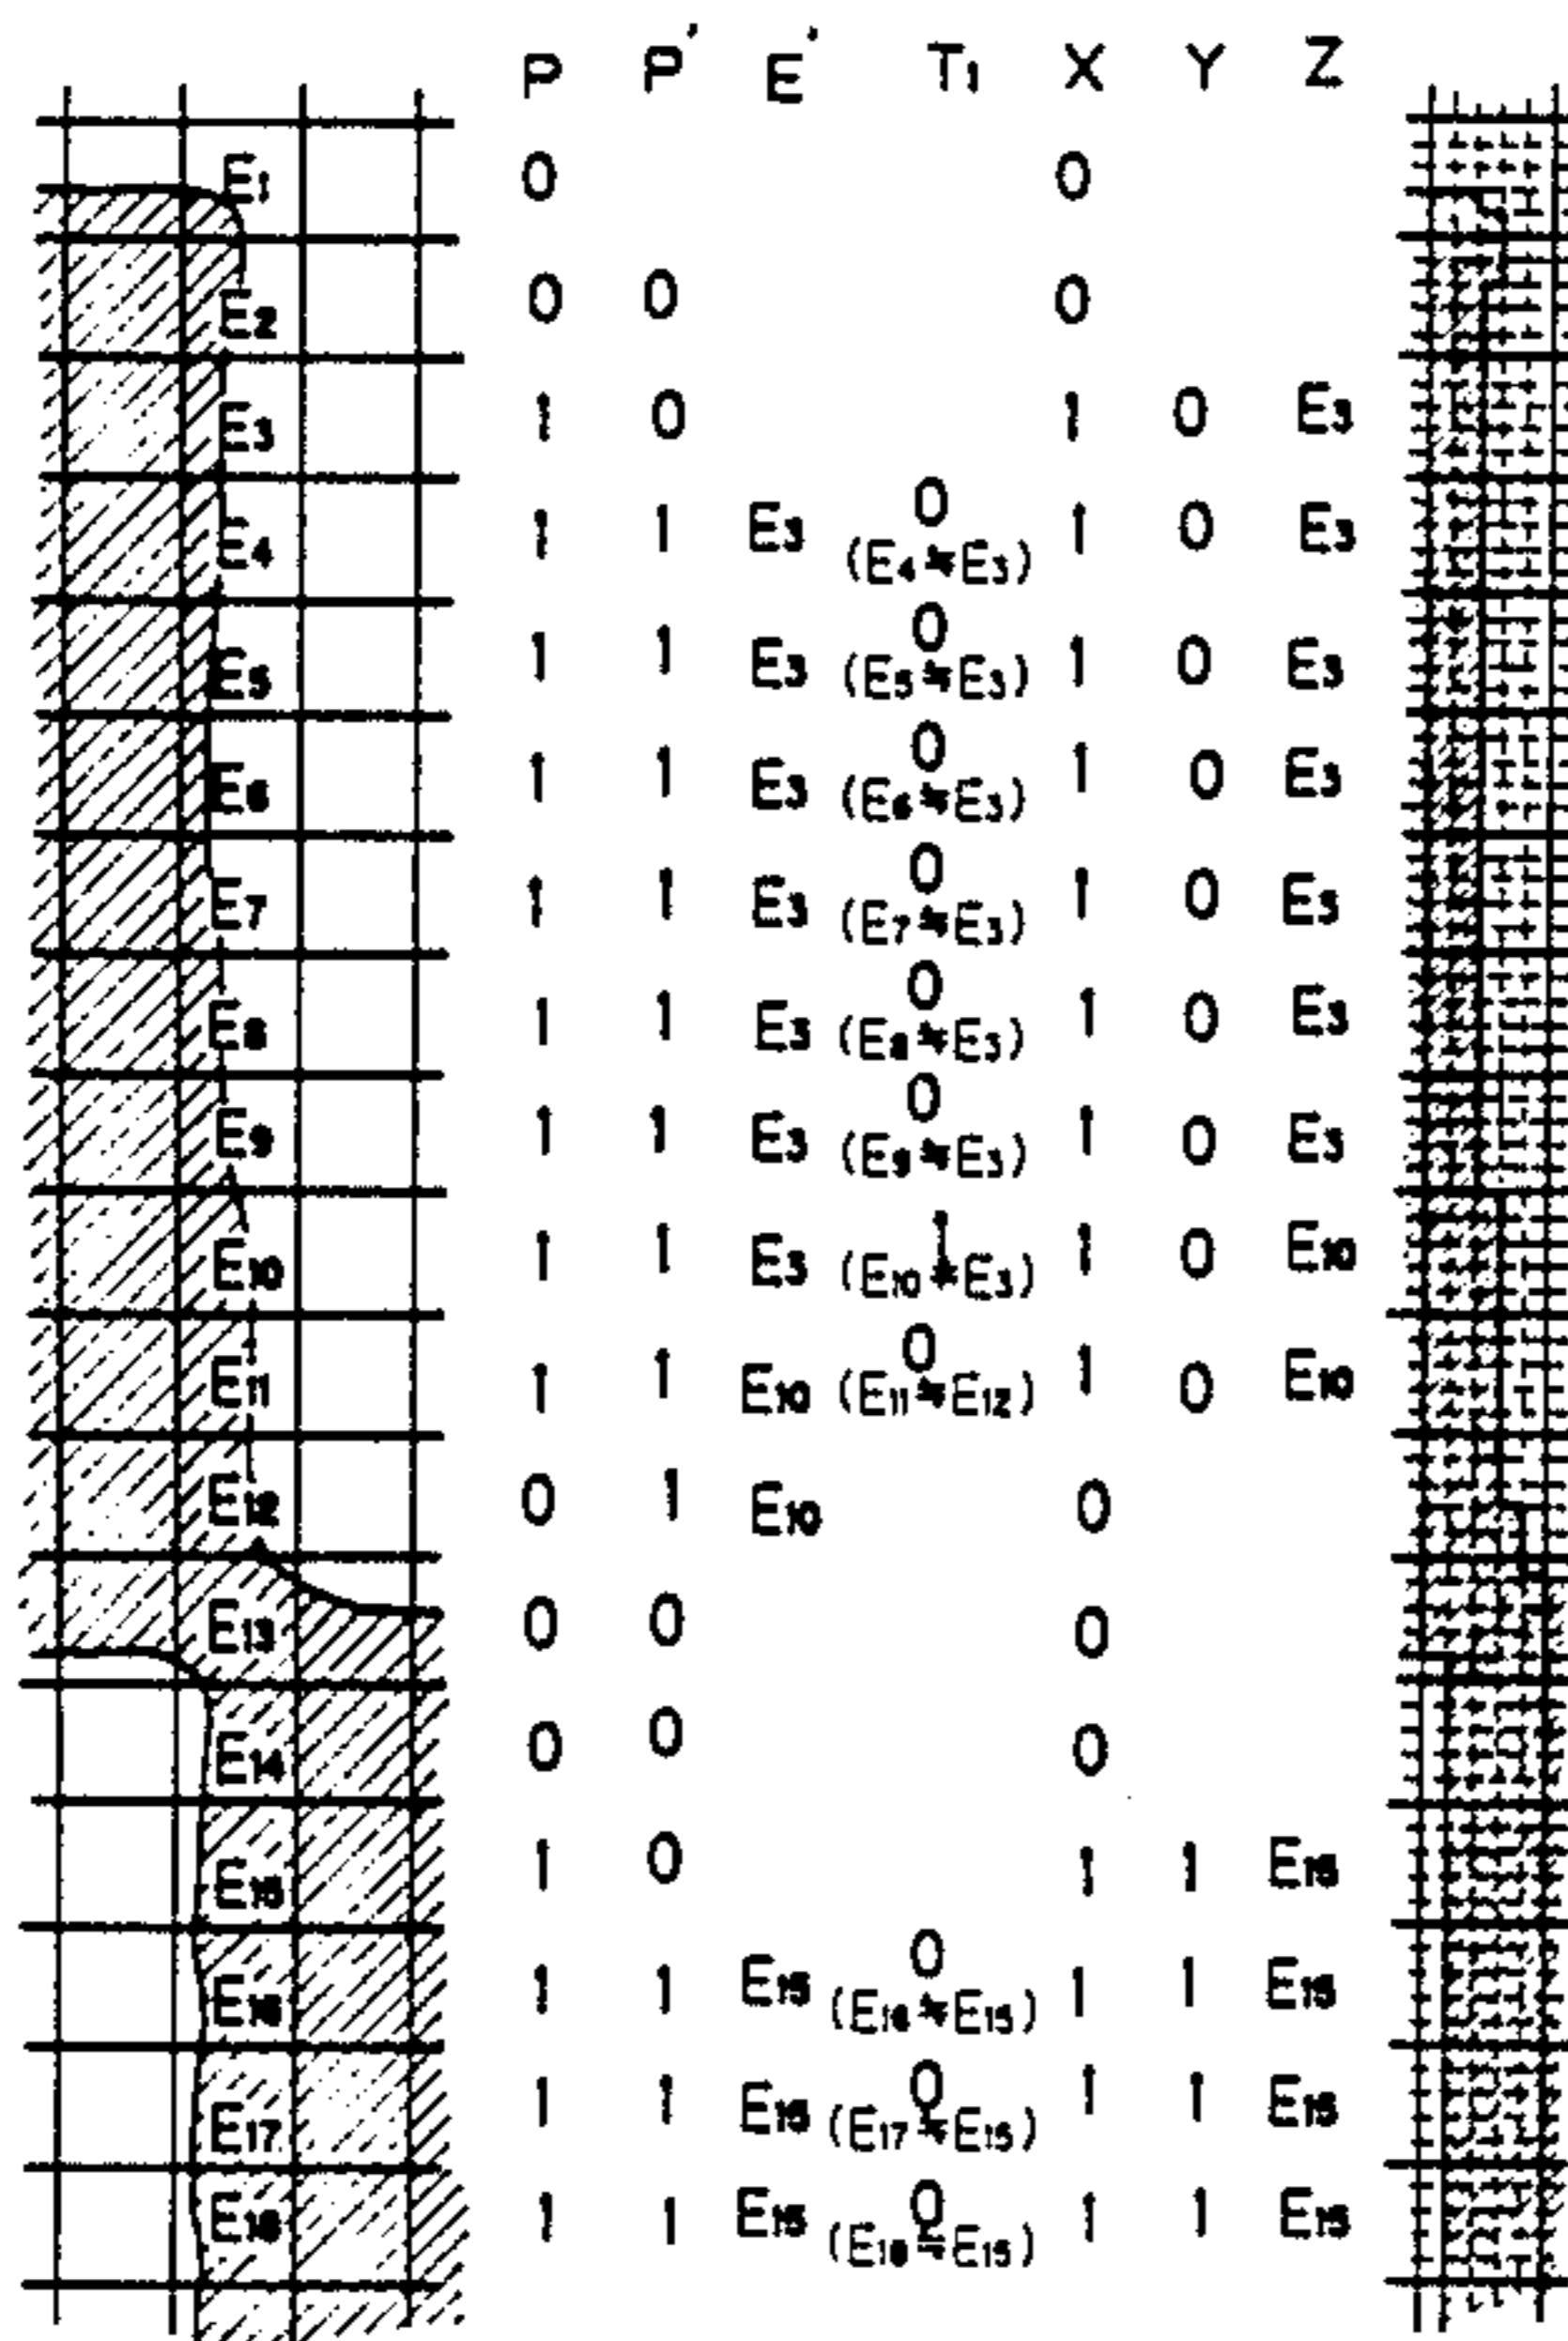 P P' E' T1 X Y Z
E1 0 0
E2 0 0 0
E3 1 0 1 0 E3
E4 1 1 E3 0 1 0 E3
(E4≒E3)
E5 1 1 E3 0 1 0 E3
(E5≒E3)
E6 1 1 E3 0 1 0 E3
(E6≒E3)
E7 1 1 E3 0 1 0 E3
(E7≒E3)
E8 1 1 E3 0 1 0 E3
(E8≒E3)
E9 1 1 E3 0 1 0 E3
(E9≒E3)
E10 1 1 E3 1 1 0 E10
(E10≠E3)
E11 1 1 E10 0 1 0 E10
(E11≒E12)
E12 0 1 E10 0
E13 0 0 0
E14 0 0 0
E15 1 0 1 1 E15
E16 1 1 E15 0 1 1 E15
(E16≒E15)
E17 1 1 E15 0 1 1 E15
(E17≒E15)
E18 1 1 E15 0 1 1 E15
(E18≒E15)